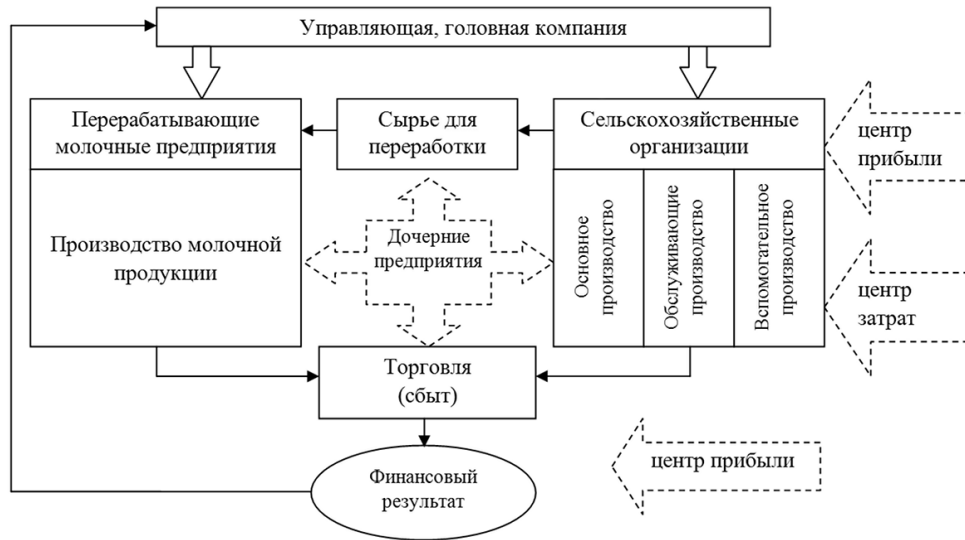 Управляющая, головная компания
Перерабатывающие
молочные предприятия
Сырье для
переработки
Сельскохозяйственные
организации
центр
прибыли
Производство молочной
продукции
Дочерние
предприятия
Основное
производство
Обслуживающие
производство
Вспомогательное
производство
центр
затрат
Торговля
(сбыт)
центр прибыли
Финансовый
результат